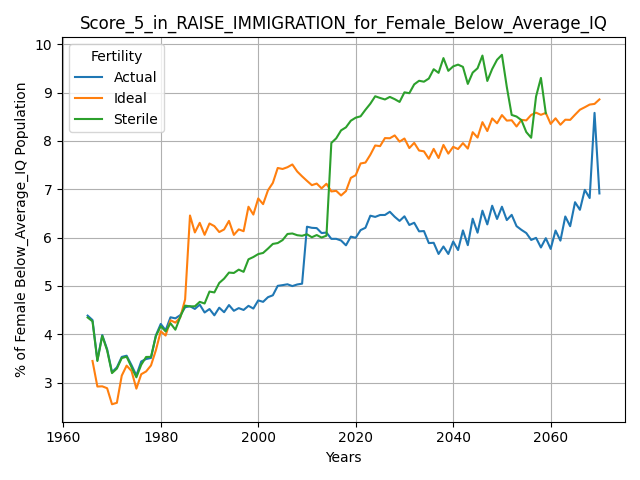 Score_5_in_RAISE_IMMIGRATION_for_Female_Below_Average_IQ
% of Female Below_Average_IQ Population
10
9
8
7
6
5
4
3
Fertility
Actual
Ideal
Sterile
1960 1980 2000 2020 2040 2060
Years